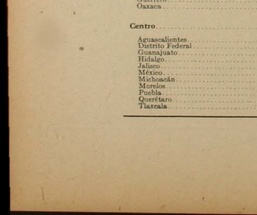 Oaxaca
Centro
Aguascalientes
Distrito Federal
Guanajuato
Hidalgo
Jalisco
México
Michoacán
Morelos
Puebla
Querétaro
Tlaxcala